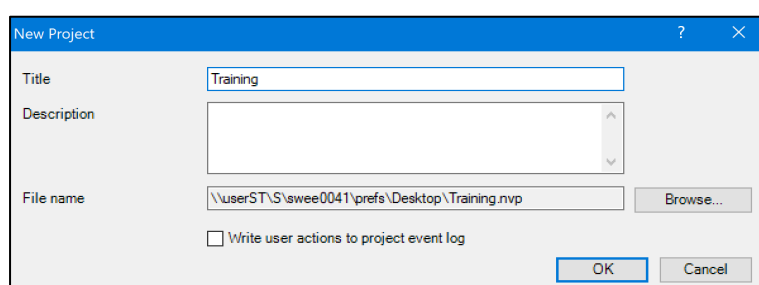 New Project
Title Training
Description
File name \\userST\S\swee0041\prefs\Desktop\Training.nvp Browse...
Write user actions to project event log
OK Cancel